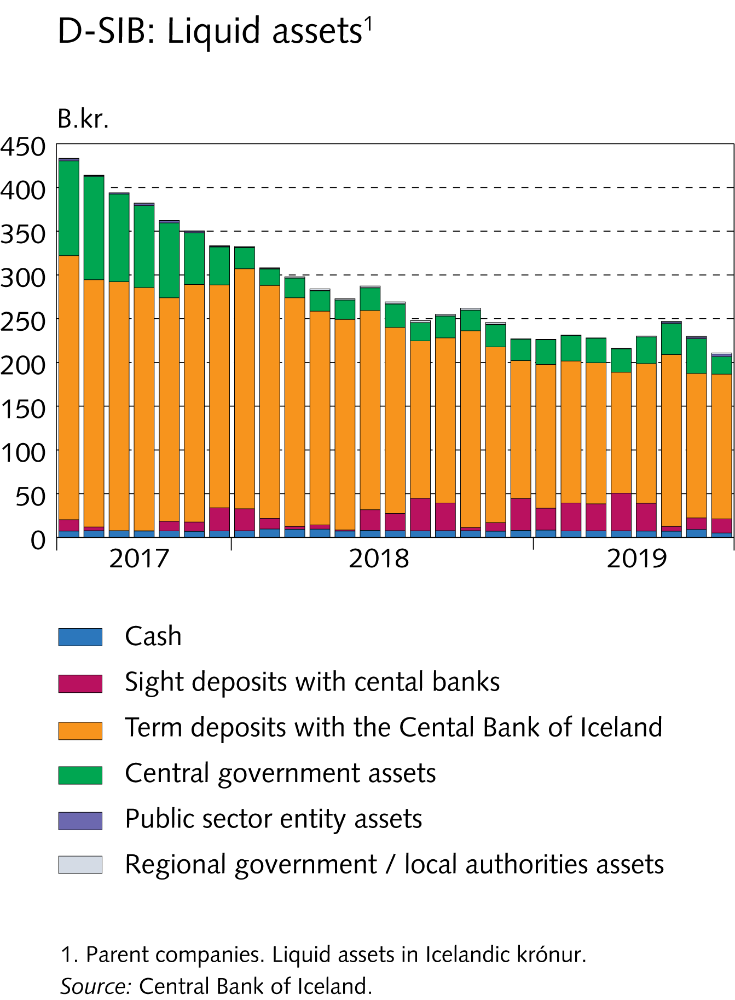 D-SIB: Liquid assets¹
B.kr.
450
400
350
300
250
200
150
100
50
0
2017 2018 2019
Cash
Sight deposits with cental banks
Term deposits with the Cental Bank of Iceland
Central government assets
Public sector entity assets
Regional government / local authorities assets
1. Parent companies. Liquid assets in Icelandic krónur.
Source: Central Bank of Iceland.